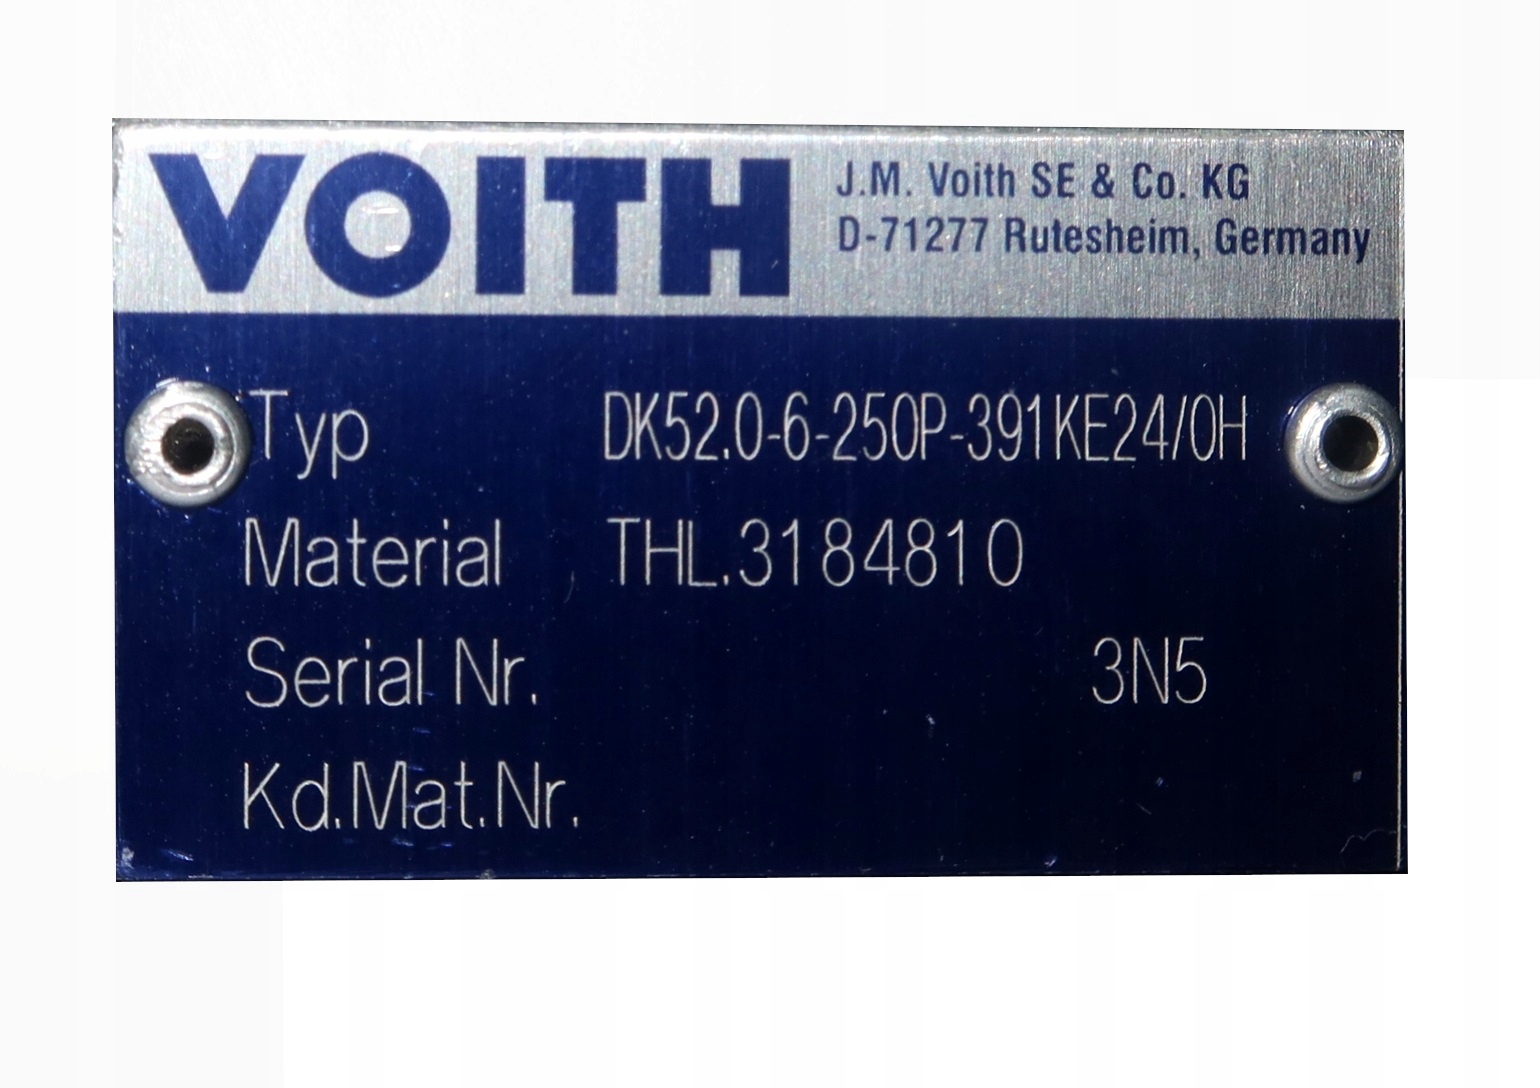 VOITH
J.M. Voith SE & Co. KG
D-71277 Rutesheim, Germany
Typ DK52.0-6-250P-391KE24/0H
Material THL.3184810
Serial Nr. 3N5
Kd.Mat.Nr.